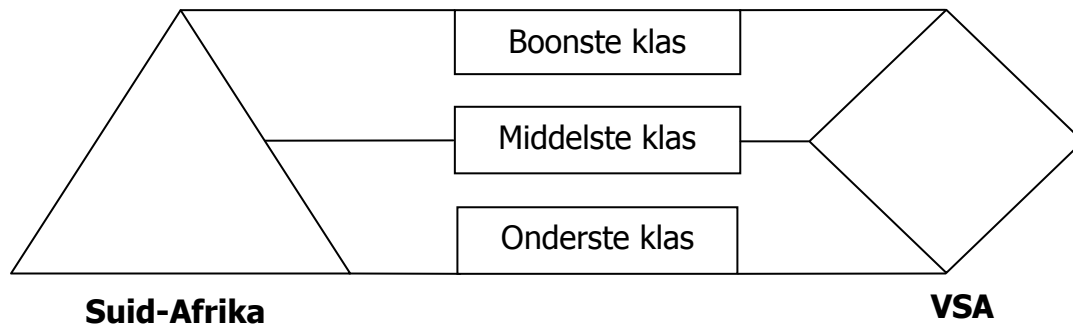 Boonste klas
Middelste klas
Onderste klas
Suid-Afrika
VSA